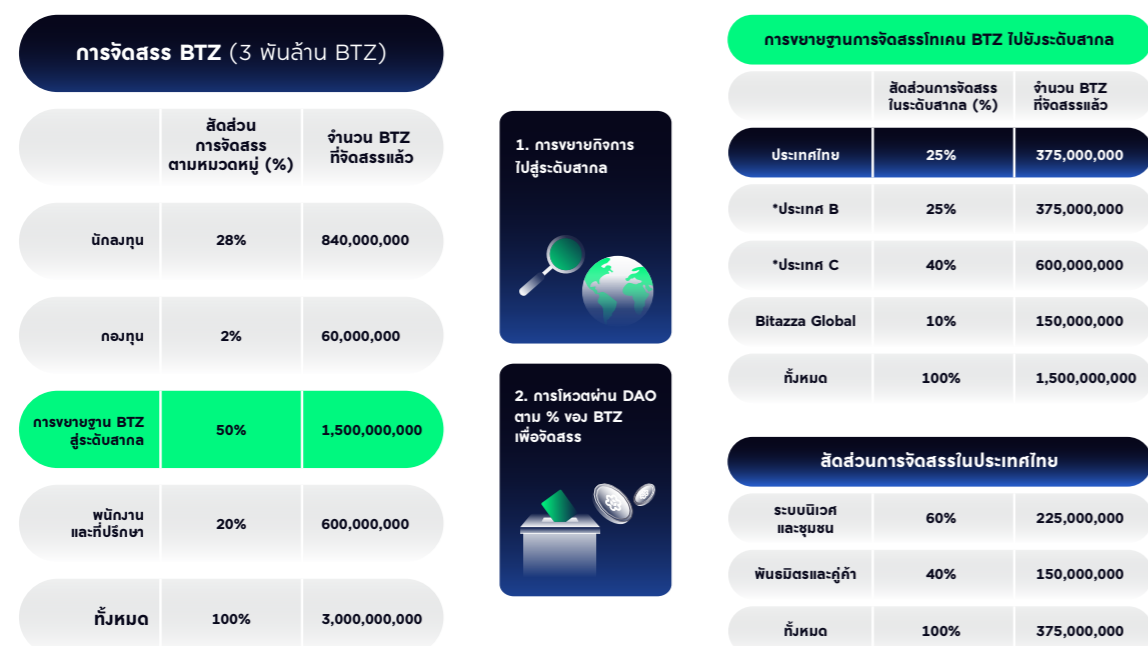 การจัดสรร BTZ (3 พันล้าน BTZ)
สัดส่วน
การจัดสรร
ตามหมวดหมู่ (%)
จำนวน BTZ
ที่จัดสรรแล้ว
นักลงทุน 28% 840,000,000
กองทุน 2% 60,000,000
การขยายฐาน BTZ
สู่ระดับสากล
50% 1,500,000,000
พนักงาน
และที่ปรึกษา
20% 600,000,000
ทั้งหมด 100% 3,000,000,000
1. การขยายกิจการ
ไปสู่ระดับสากล
2. การโหวตผ่าน DAO
ตาม % ของ BTZ
เพื่อจัดสรร
การขยายฐานการจัดสรรโทเคน BTZ ไปยังระดับสากล
สัดส่วนการจัดสรร
ในระดับสากล (%)
จำนวน BTZ
ที่จัดสรรแล้ว
ประเทศไทย 25% 375,000,000
*ประเทศ B 25% 375,000,000
*ประเทศ C 40% 600,000,000
Bitazza Global 10% 150,000,000
ทั้งหมด 100% 1,500,000,000
สัดส่วนการจัดสรรในประเทศไทย
ระบบนิเวศ
และชุมชน
60% 225,000,000
พันธมิตรและคู่ค้า 40% 150,000,000
ทั้งหมด 100% 375,000,000